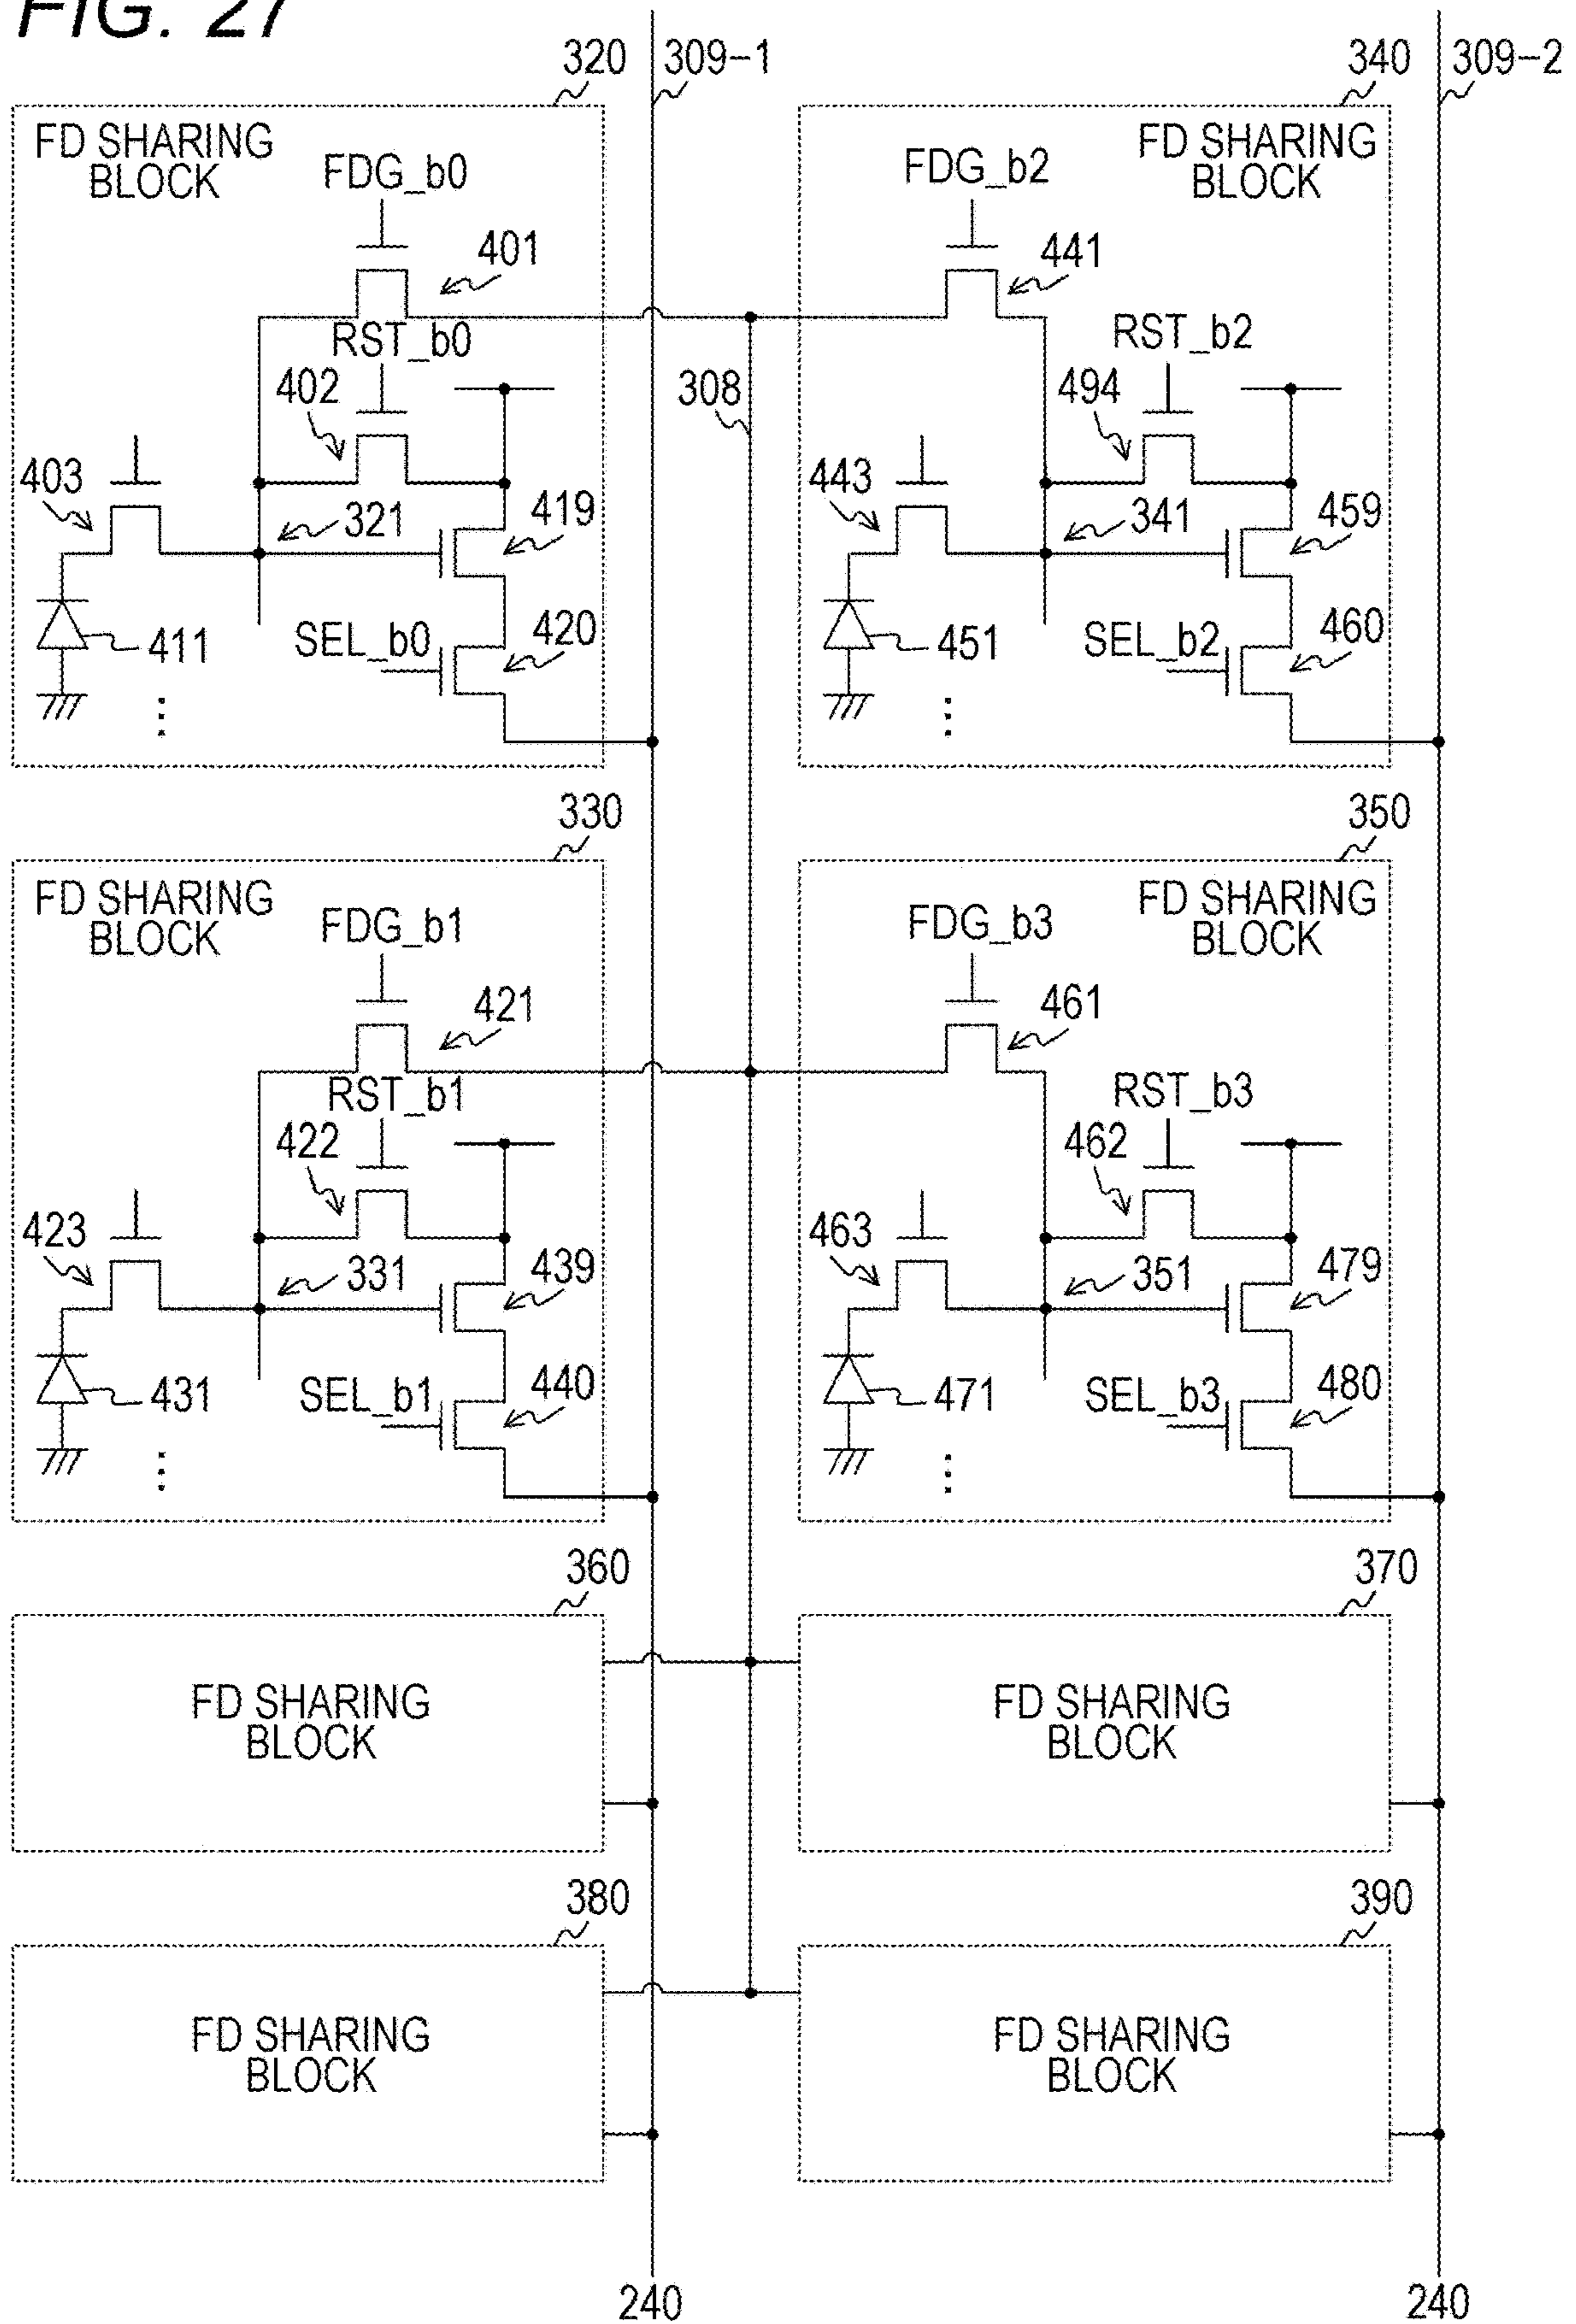 FIG. 27
320
309-1
340
309-2
FD SHARING
BLOCK
FDG_b0
401
RST_b0
402
403
321
419
411
SEL_b0
420
308
FD SHARING
BLOCK
FDG_b2
441
RST_b2
494
443
341
459
451
SEL_b2
460
330
350
FD SHARING
BLOCK
FDG_b1
421
RST_b1
422
423
331
439
431
SEL_b1
440
FD SHARING
BLOCK
FDG_b3
461
RST_b3
462
463
351
479
471
SEL_b3
480
360
370
FD SHARING
BLOCK
FD SHARING
BLOCK
380
390
FD SHARING
BLOCK
FD SHARING
BLOCK
240
240